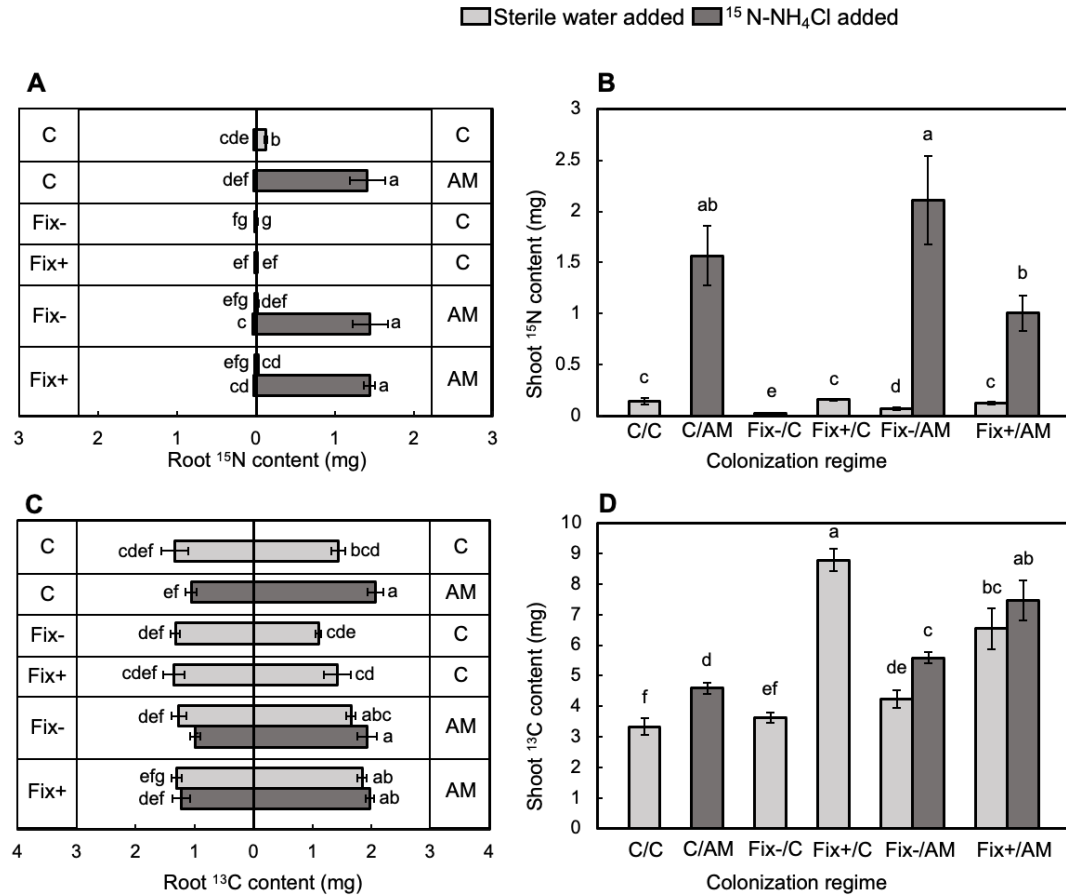 Sterile water added ¹⁵N-NH₄Cl added
A
C cde b C
C def a AM
Fix- fg g C
Fix+ ef ef C
efg def
Fix- c a AM
efg cd
Fix+ cd a AM
3 2 1 0 1 2 3
Root ¹⁵N content (mg)
B
Shoot ¹⁵N content (mg)
3
2.5
2
1.5
1
0.5
0
c ab e c d a c b
C/C C/AM Fix-/C Fix+/C Fix-/AM Fix+/AM
Colonization regime
C
C cdef bcd C
C ef a AM
Fix- def cde C
Fix+ cdef cd C
def abc
Fix- a AM
efg ab
Fix+ def ab AM
4 3 2 1 0 1 2 3 4
Root ¹³C content (mg)
D
Shoot ¹³C content (mg)
10
9
8
7
6
5
4
3
2
1
0
f d ef a de c bc ab
C/C C/AM Fix-/C Fix+/C Fix-/AM Fix+/AM
Colonization regime